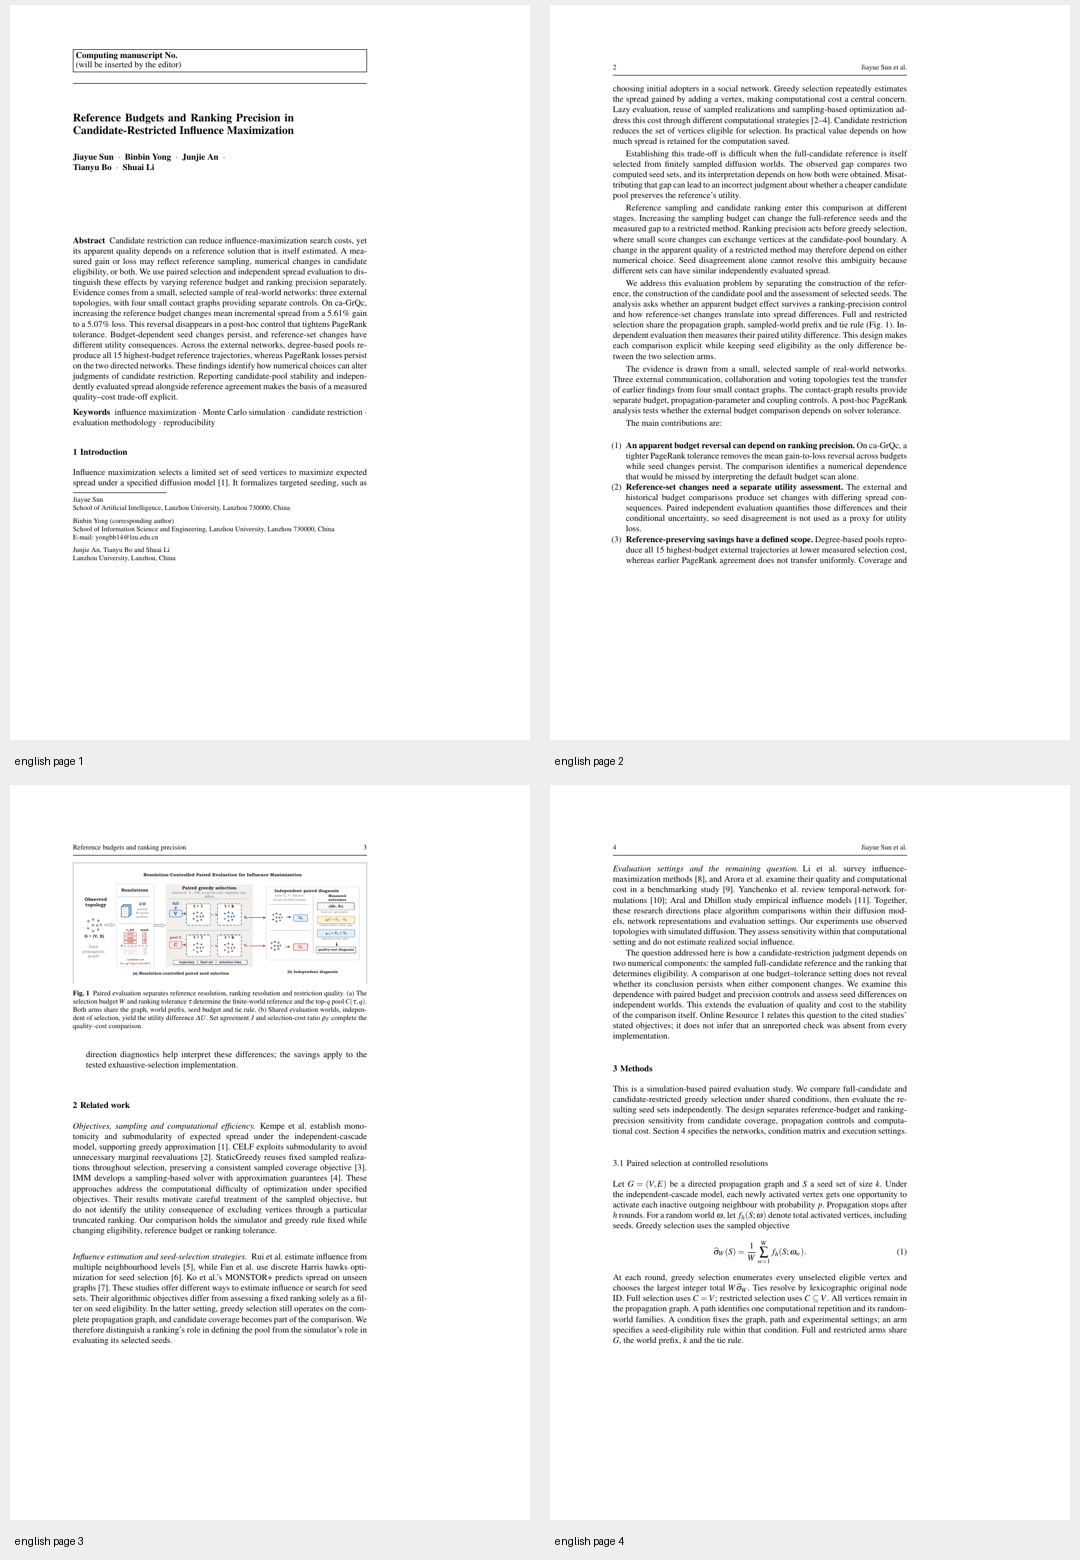 Computing manuscript No.
(will be inserted by the editor)
Reference Budgets and Ranking Precision in
Candidate-Restricted Influence Maximization
Jiayue Sun · Binbin Yong · Junjie An ·
Tianyu Bo · Shuai Li
Abstract Candidate restriction can reduce influence-maximization search costs, yet
its apparent quality depends on a reference solution that is itself estimated. A mea-
sured gain or loss may reflect reference sampling, numerical changes in candidate
eligibility, or both. We use paired selection and independent spread evaluation to dis-
tinguish these effects by varying reference budget and ranking precision separately.
Evidence comes from a small, selected sample of real-world networks: three external
topologies, with four small contact graphs providing separate controls. On ca-GrQc,
increasing the reference budget changes mean incremental spread from a 5.61% gain
to a 5.07% loss. This reversal disappears in a post-hoc control that tightens PageRank
tolerance. Budget-dependent seed changes persist, and reference-set changes have
different utility consequences. Across the external networks, degree-based pools re-
produce all 15 highest-budget reference trajectories, whereas PageRank losses persist
on the two directed networks. These findings identify how numerical choices can alter
judgments of candidate restriction. Reporting candidate-pool stability and indepen-
dently evaluated spread alongside reference agreement makes the basis of a measured
quality–cost trade-off explicit.
Keywords influence maximization · Monte Carlo simulation · candidate restriction ·
evaluation methodology · reproducibility
1 Introduction
Influence maximization selects a limited set of seed vertices to maximize expected
spread under a specified diffusion model [1]. It formalizes targeted seeding, such as
Jiayue Sun
School of Artificial Intelligence, Lanzhou University, Lanzhou 730000, China
Binbin Yong (corresponding author)
School of Information Science and Engineering, Lanzhou University, Lanzhou 730000, China
E-mail: yongbb14@lzu.edu.cn
Junjie An, Tianyu Bo and Shuai Li
Lanzhou University, Lanzhou, China
english page 1
2 Jiayue Sun et al.
choosing initial adopters in a social network. Greedy selection repeatedly estimates
the spread gained by adding a vertex, making computational cost a central concern.
Lazy evaluation, reuse of sampled realizations and sampling-based optimization ad-
dress this cost through different computational strategies [2–4]. Candidate restriction
reduces the set of vertices eligible for selection. Its practical value depends on how
much spread is retained for the computation saved.
Establishing this trade-off is difficult when the full-candidate reference is itself
selected from finitely sampled diffusion worlds. The observed gap compares two
computed seed sets, and its interpretation depends on how both were obtained. Misat-
tributing that gap can lead to an incorrect judgment about whether a cheaper candidate
pool preserves the reference's utility.
Reference sampling and candidate ranking enter this comparison at different
stages. Increasing the sampling budget can change the full-reference seeds and the
measured gap to a restricted method. Ranking precision acts before greedy selection,
where small score changes can exchange vertices at the candidate-pool boundary. A
change in the apparent quality of a restricted method may therefore depend on either
numerical choice. Seed disagreement alone cannot resolve this ambiguity because
different sets can have similar independently evaluated spread.
We address this evaluation problem by separating the construction of the refer-
ence, the construction of the candidate pool and the assessment of selected seeds. The
analysis asks whether an apparent budget effect survives a ranking-precision control
and how reference-set changes translate into spread differences. Full and restricted
selection share the propagation graph, sampled-world prefix and tie rule (Fig. 1). In-
dependent evaluation then measures their paired utility difference. This design makes
each comparison explicit while keeping seed eligibility as the only difference be-
tween the two selection arms.
The evidence is drawn from a small, selected sample of real-world networks.
Three external communication, collaboration and voting topologies test the transfer
of earlier findings from four small contact graphs. The contact-graph results provide
separate budget, propagation-parameter and coupling controls. A post-hoc PageRank
analysis tests whether the external budget comparison depends on solver tolerance.
The main contributions are:
(1) An apparent budget reversal can depend on ranking precision. On ca-GrQc, a
tighter PageRank tolerance removes the mean gain-to-loss reversal across budgets
while seed changes persist. The comparison identifies a numerical dependence
that would be missed by interpreting the default budget scan alone.
(2) Reference-set changes need a separate utility assessment. The external and
historical budget comparisons produce set changes with differing spread con-
sequences. Paired independent evaluation quantifies those differences and their
conditional uncertainty, so seed disagreement is not used as a proxy for utility
loss.
(3) Reference-preserving savings have a defined scope. Degree-based pools repro-
duce all 15 highest-budget external trajectories at lower measured selection cost,
whereas earlier PageRank agreement does not transfer uniformly. Coverage and
english page 2
Reference budgets and ranking precision 3
Resolution-Controlled Paired Evaluation for Influence Maximization
Observed
topology
G = (V, E)
Resolutions
Paired greedy selection
Independent paired diagnosis
Measured
outcomes
(a) Resolution-controlled paired seed selection
(b) Independent diagnosis
Fig. 1 Paired evaluation separates reference resolution, ranking resolution and restriction quality. (a) The
selection budget W and ranking tolerance τ determine the finite-world reference and the top-q pool C(τ,q).
Both arms share the graph, world prefix, seed budget and tie rule. (b) Shared evaluation worlds, indepen-
dent of selection, yield the utility difference ΔU. Set agreement J and selection-cost ratio ρT complete the
quality–cost comparison.
direction diagnostics help interpret these differences; the savings apply to the
tested exhaustive-selection implementation.
2 Related work
Objectives, sampling and computational efficiency. Kempe et al. establish mono-
tonicity and submodularity of expected spread under the independent-cascade
model, supporting greedy approximation [1]. CELF exploits submodularity to avoid
unnecessary marginal reevaluations [2]. StaticGreedy reuses fixed sampled realiza-
tions throughout selection, preserving a consistent sampled coverage objective [3].
IMM develops a sampling-based solver with approximation guarantees [4]. These
approaches address the computational difficulty of optimization under specified
objectives. Their results motivate careful treatment of the sampled objective, but
do not identify the utility consequence of excluding vertices through a particular
truncated ranking. Our comparison holds the simulator and greedy rule fixed while
changing eligibility, reference budget or ranking tolerance.
Influence estimation and seed-selection strategies. Rui et al. estimate influence from
multiple neighbourhood levels [5], while Fan et al. use discrete Harris hawks opti-
mization for seed selection [6]. Ko et al.'s MONSTOR+ predicts spread on unseen
graphs [7]. These studies offer different ways to estimate influence or search for seed
sets. Their algorithmic objectives differ from assessing a fixed ranking solely as a fil-
ter on seed eligibility. In the latter setting, greedy selection still operates on the com-
plete propagation graph, and candidate coverage becomes part of the comparison. We
therefore distinguish a ranking's role in defining the pool from the simulator's role in
evaluating its selected seeds.
english page 3
4 Jiayue Sun et al.
Evaluation settings and the remaining question. Li et al. survey influence-
maximization methods [8], and Arora et al. examine their quality and computational
cost in a benchmarking study [9]. Yanchenko et al. review temporal-network for-
mulations [10]; Aral and Dhillon study empirical influence models [11]. Together,
these research directions place algorithm comparisons within their diffusion mod-
els, network representations and evaluation settings. Our experiments use observed
topologies with simulated diffusion. They assess sensitivity within that computational
setting and do not estimate realized social influence.
The question addressed here is how a candidate-restriction judgment depends on
two numerical components: the sampled full-candidate reference and the ranking that
determines eligibility. A comparison at one budget–tolerance setting does not reveal
whether its conclusion persists when either component changes. We examine this
dependence with paired budget and precision controls and assess seed differences on
independent worlds. This extends the evaluation of quality and cost to the stability
of the comparison itself. Online Resource 1 relates this question to the cited studies'
stated objectives; it does not infer that an unreported check was absent from every
implementation.
3 Methods
This is a simulation-based paired evaluation study. We compare full-candidate and
candidate-restricted greedy selection under shared conditions, then evaluate the re-
sulting seed sets independently. The design separates reference-budget and ranking-
precision sensitivity from candidate coverage, propagation controls and computa-
tional cost. Section 4 specifies the networks, condition matrix and execution settings.
3.1 Paired selection at controlled resolutions
Let G = (V,E) be a directed propagation graph and S a seed set of size k. Under
the independent-cascade model, each newly activated vertex gets one opportunity to
activate each inactive outgoing neighbour with probability p. Propagation stops after
h rounds. For a random world ω, let fh(S;ω) denote total activated vertices, including
seeds. Greedy selection uses the sampled objective
σ̂W(S) = 1/W ∑w=1W fh(S;ωw). (1)
At each round, greedy selection enumerates every unselected eligible vertex and
chooses the largest integer total Wσ̂W. Ties resolve by lexicographic original node
ID. Full selection uses C = V; restricted selection uses C ⊆ V. All vertices remain in
the propagation graph. A path identifies one computational repetition and its random-
world families. A condition fixes the graph, path and experimental settings; an arm
specifies a seed-eligibility rule within that condition. Full and restricted arms share
G, the world prefix, k and the tie rule.
english page 4